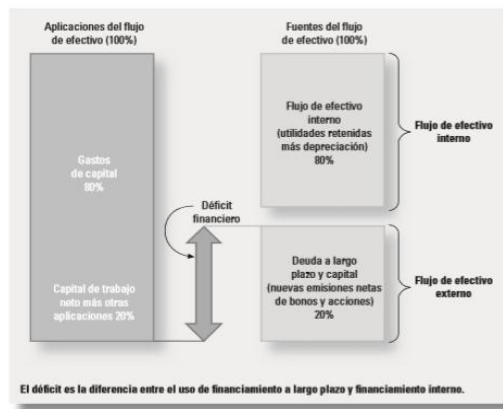 Aplicaciones del flujo
de efectivo (100%)
Fuentes del flujo
de efectivo (100%)
Gastos
de capital
80%
Capital de trabajo
neto más otras
aplicaciones 20%
Déficit
financiero
Flujo de efectivo
interno
(utilidades retenidas
más depreciación)
80%
Flujo de efectivo
interno
Deuda a largo
plazo y capital
(nuevas emisiones netas
de bonos y acciones)
20%
Flujo de efectivo
externo
El déficit es la diferencia entre el uso de financiamiento a largo plazo y financiamiento interno.